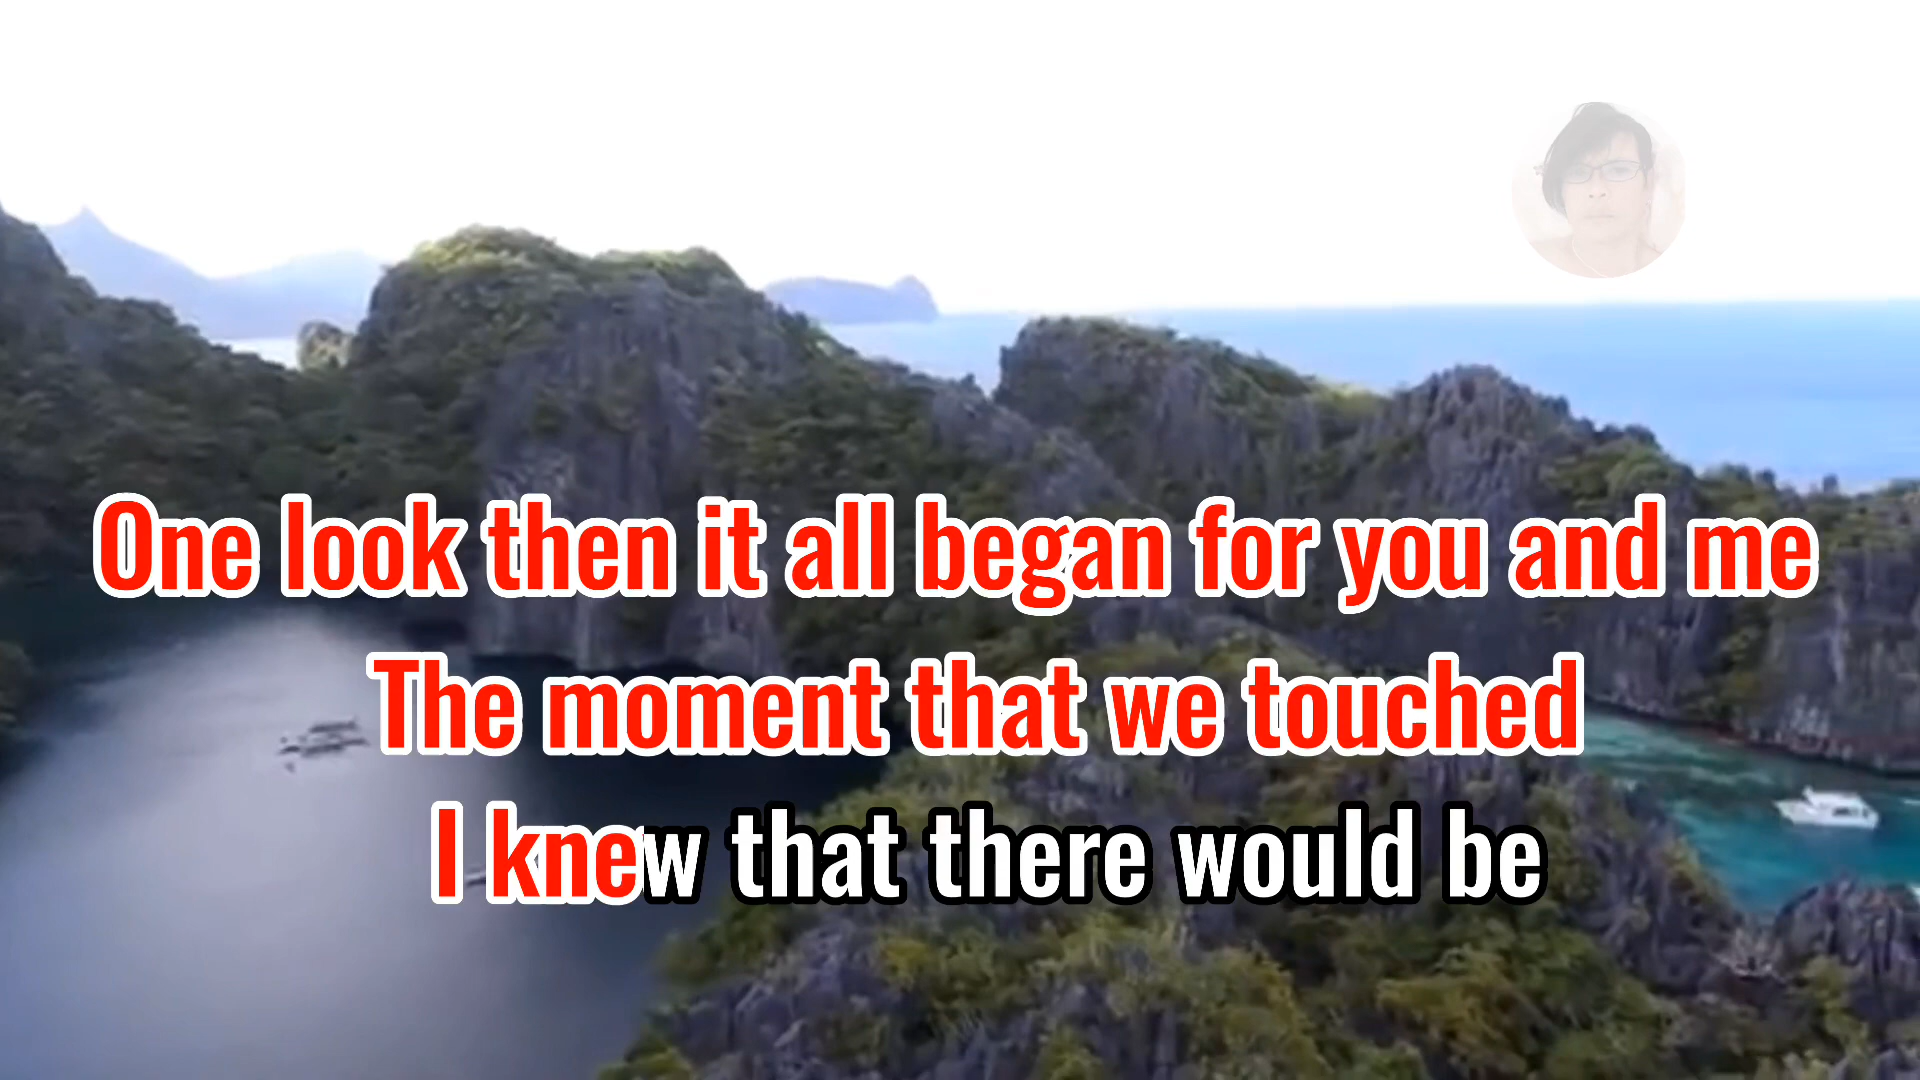 One look then it all began for you and me
The moment that we touched
I knew that there would be